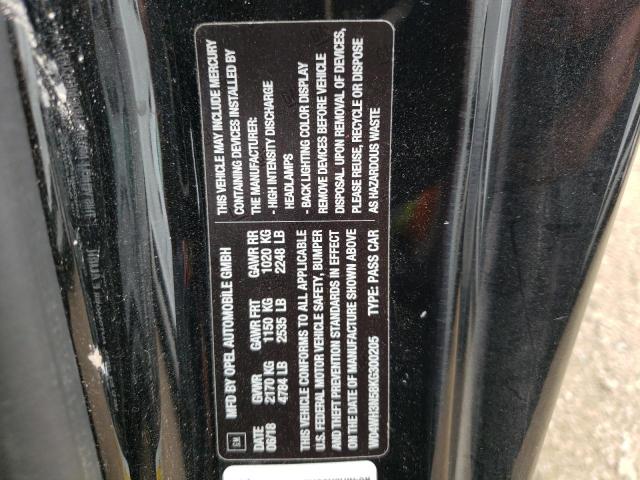 GM
MFD BY OPEL AUTOMOBILE GMBH
DATE GVWR GAWR FRT GAWR RR
06/18 2170 KG 1150 KG 1020 KG
4784 LB 2535 LB 2248 LB
THIS VEHICLE CONFORMS TO ALL APPLICABLE
U.S. FEDERAL MOTOR VEHICLE SAFETY, BUMPER
AND THEFT PREVENTION STANDARDS IN EFFECT
ON THE DATE OF MANUFACTURE SHOWN ABOVE
W04WH3N58KG300205 TYPE: PASS CAR
THIS VEHICLE MAY INCLUDE MERCURY
CONTAINING DEVICES INSTALLED BY
THE MANUFACTURER:
- HIGH INTENSITY DISCHARGE
HEADLAMPS
- BACK LIGHTING COLOR DISPLAY
REMOVE DEVICES BEFORE VEHICLE
DISPOSAL. UPON REMOVAL OF DEVICES,
PLEASE REUSE, RECYCLE OR DISPOSE
AS HAZARDOUS WASTE